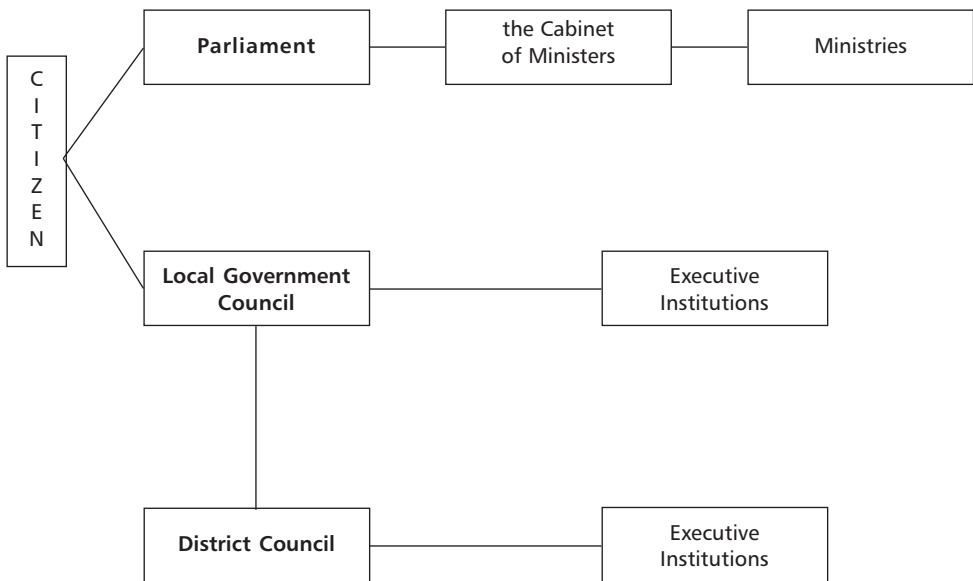 C
I
T
I
Z
E
N
Parliament
the Cabinet
of Ministers
Ministries
Local Government
Council
Executive
Institutions
District Council
Executive
Institutions